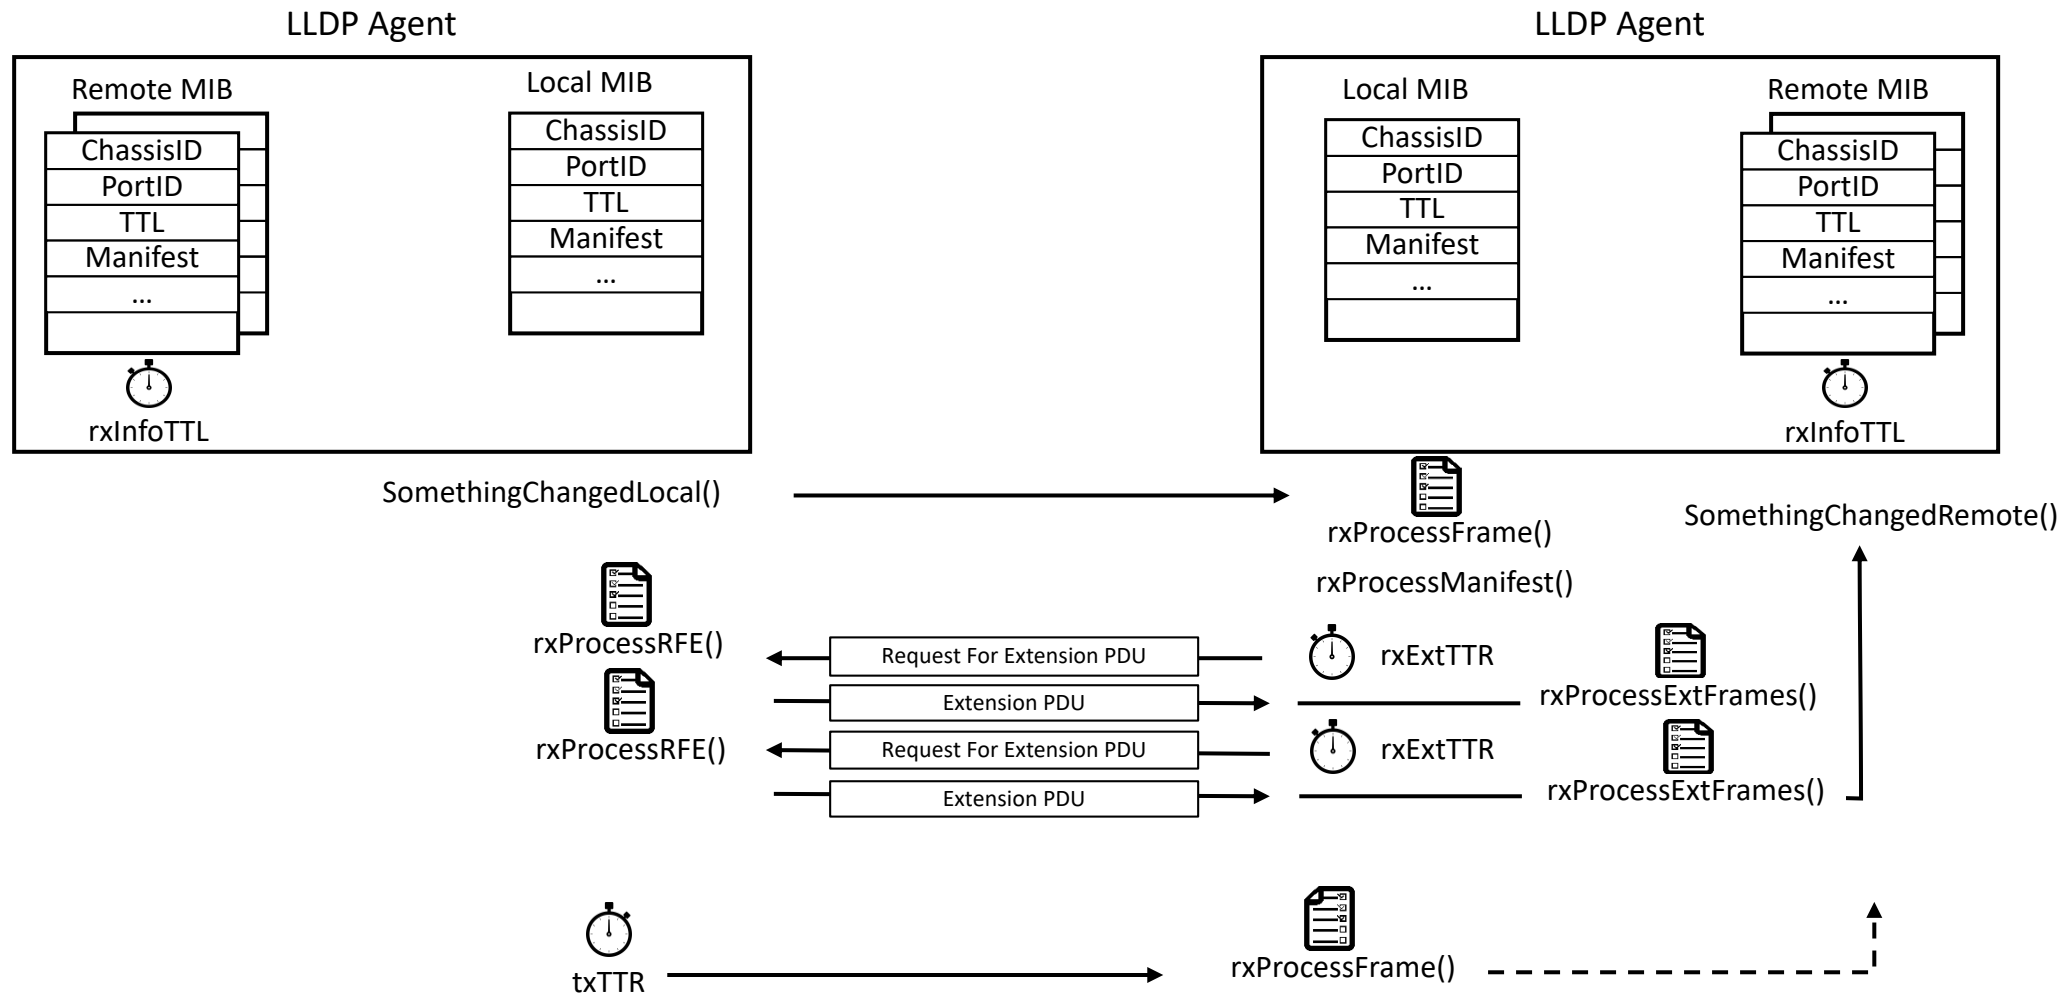 LLDP Agent
Remote MIB
ChassisID
PortID
TTL
Manifest
...
rxInfoTTL
Local MIB
ChassisID
PortID
TTL
Manifest
...
LLDP Agent
Local MIB
ChassisID
PortID
TTL
Manifest
...
Remote MIB
ChassisID
PortID
TTL
Manifest
...
rxInfoTTL
SomethingChangedLocal()
rxProcessFrame()
SomethingChangedRemote()
rxProcessManifest()
rxProcessRFE()
Request For Extension PDU
rxExtTTR
Extension PDU
rxProcessExtFrames()
rxProcessRFE()
Request For Extension PDU
rxExtTTR
Extension PDU
rxProcessExtFrames()
txTTR
rxProcessFrame()